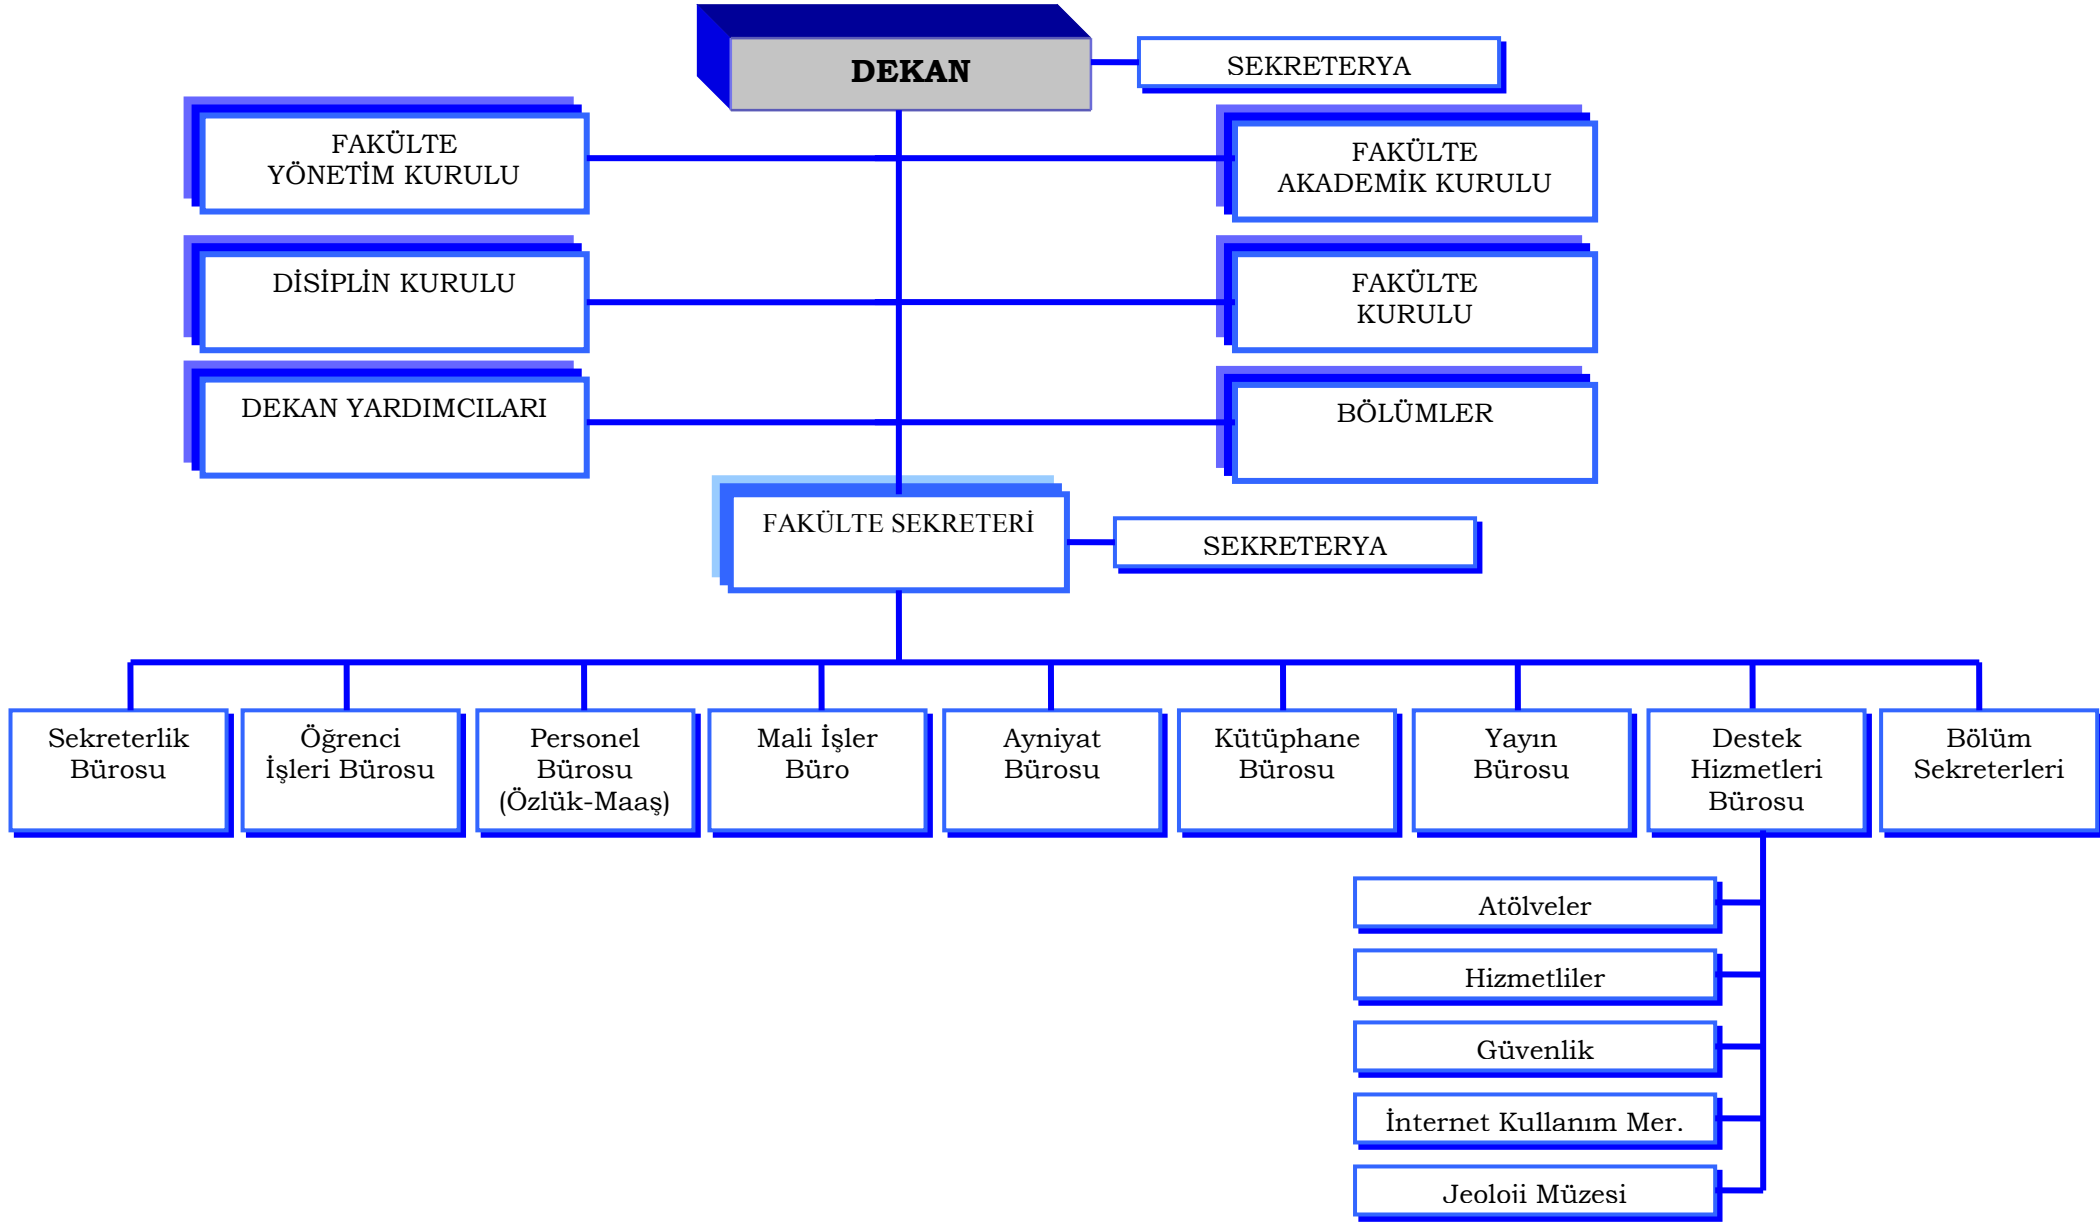 DEKAN
SEKRETERYA
FAKÜLTE
YÖNETİM KURULU
FAKÜLTE
AKADEMİK KURULU
DİSİPLİN KURULU
FAKÜLTE
KURULU
DEKAN YARDIMCILARI
BÖLÜMLER
FAKÜLTE SEKRETERİ
SEKRETERYA
Sekreterlik
Bürosu
Öğrenci
İşleri Bürosu
Personel
Bürosu
(Özlük-Maaş)
Mali İşler
Büro
Ayniyat
Bürosu
Kütüphane
Bürosu
Yayın
Bürosu
Destek
Hizmetleri
Bürosu
Bölüm
Sekreterleri
Atölveler
Hizmetliler
Güvenlik
İnternet Kullanım Mer.
Jeoloji Müzesi